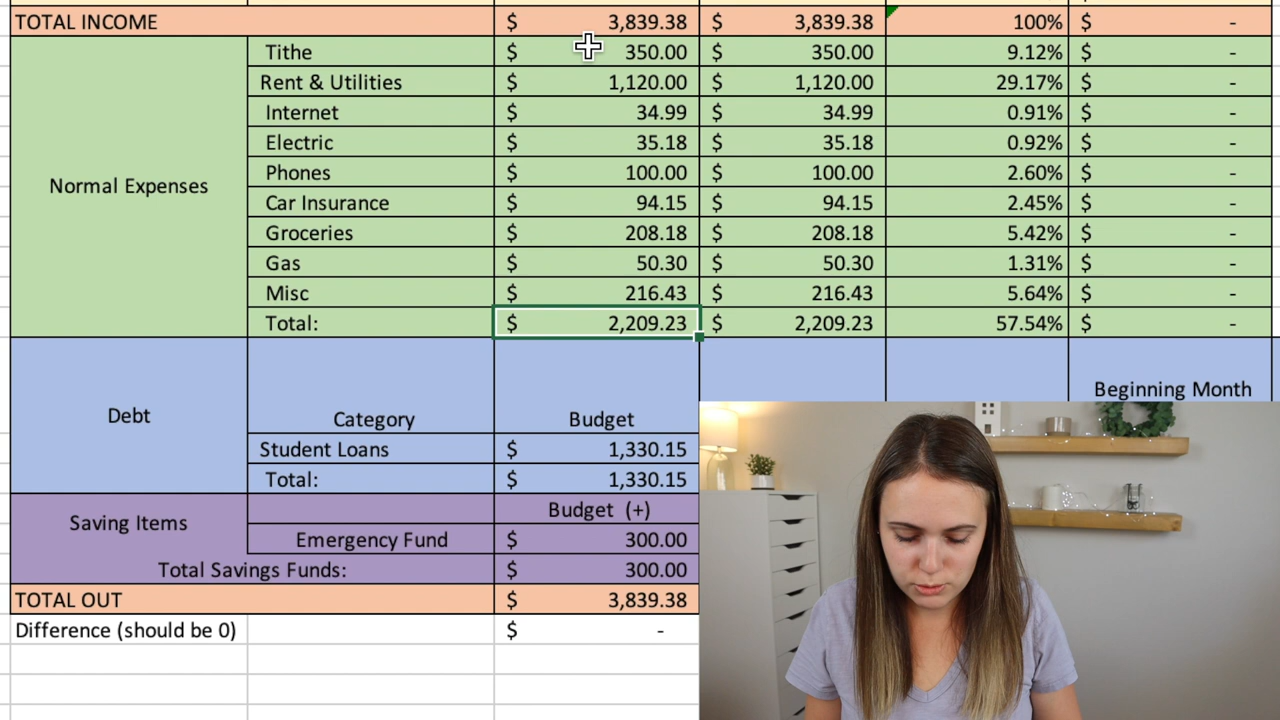 TOTAL INCOME $ 3,839.38 $ 3,839.38 100% $ -
Tithe $ 350.00 $ 350.00 9.12% $ -
Rent & Utilities $ 1,120.00 $ 1,120.00 29.17% $ -
Internet $ 34.99 $ 34.99 0.91% $ -
Electric $ 35.18 $ 35.18 0.92% $ -
Phones $ 100.00 $ 100.00 2.60% $ -
Normal Expenses
Car Insurance $ 94.15 $ 94.15 2.45% $ -
Groceries $ 208.18 $ 208.18 5.42% $ -
Gas $ 50.30 $ 50.30 1.31% $ -
Misc $ 216.43 $ 216.43 5.64% $ -
Total: $ 2,209.23 $ 2,209.23 57.54% $ -
Beginning Month
Debt
Category Budget
Student Loans $ 1,330.15
Total: $ 1,330.15
Budget (+)
Saving Items
Emergency Fund $ 300.00
Total Savings Funds: $ 300.00
TOTAL OUT $ 3,839.38
Difference (should be 0) $ -